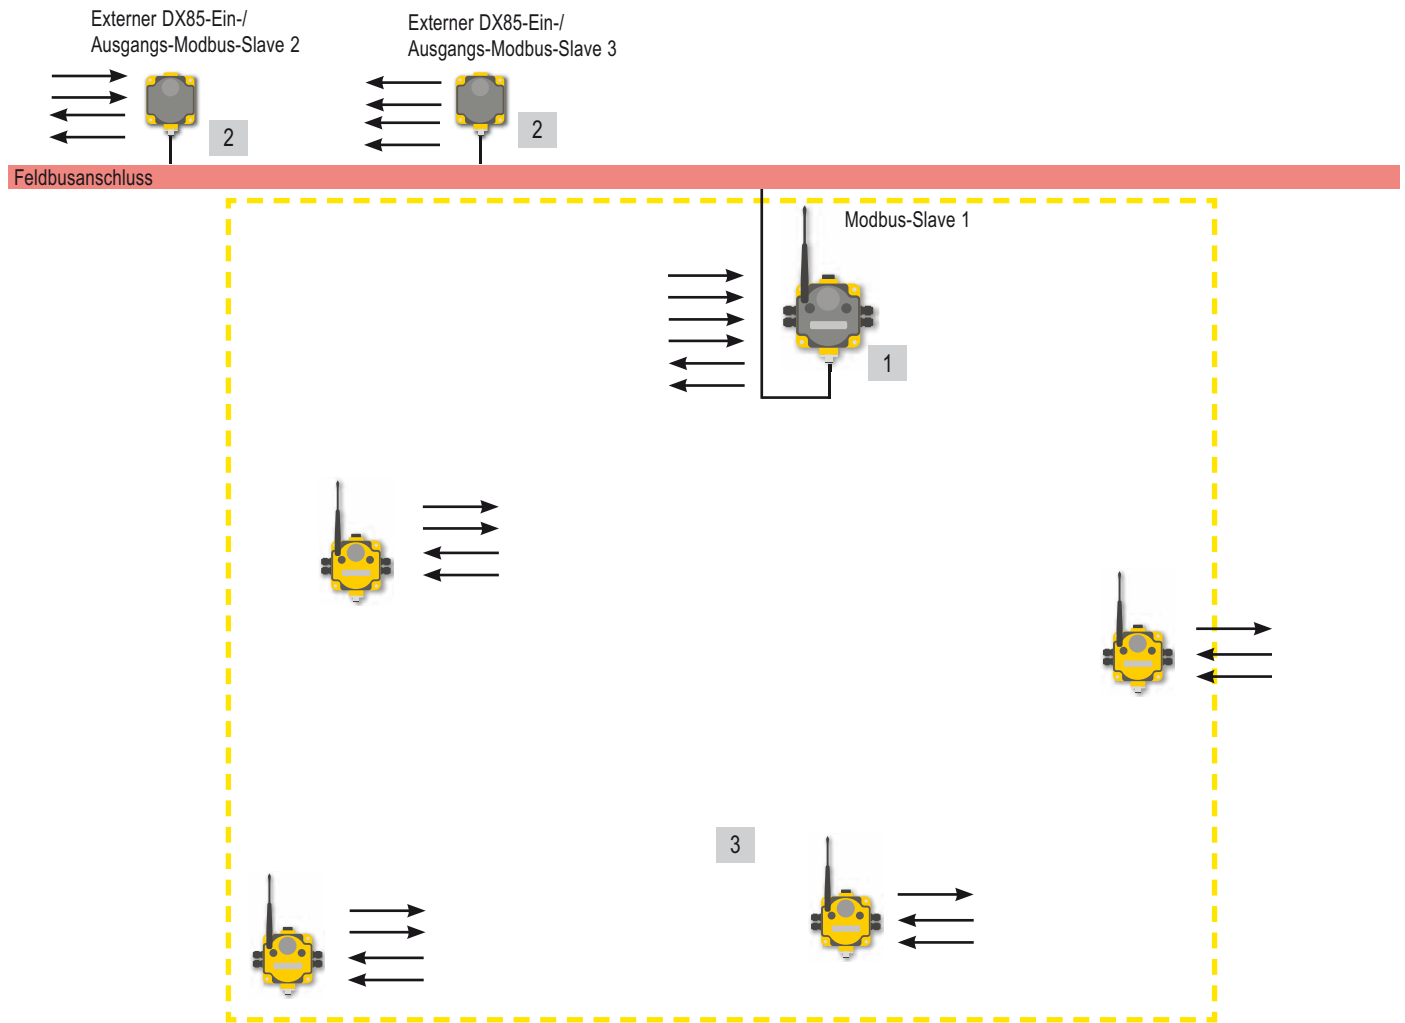 Externer DX85-Ein-/
Ausgangs-Modbus-Slave 2
Externer DX85-Ein-/
Ausgangs-Modbus-Slave 3
2
2
Feldbusanschluss
Modbus-Slave 1
1
3